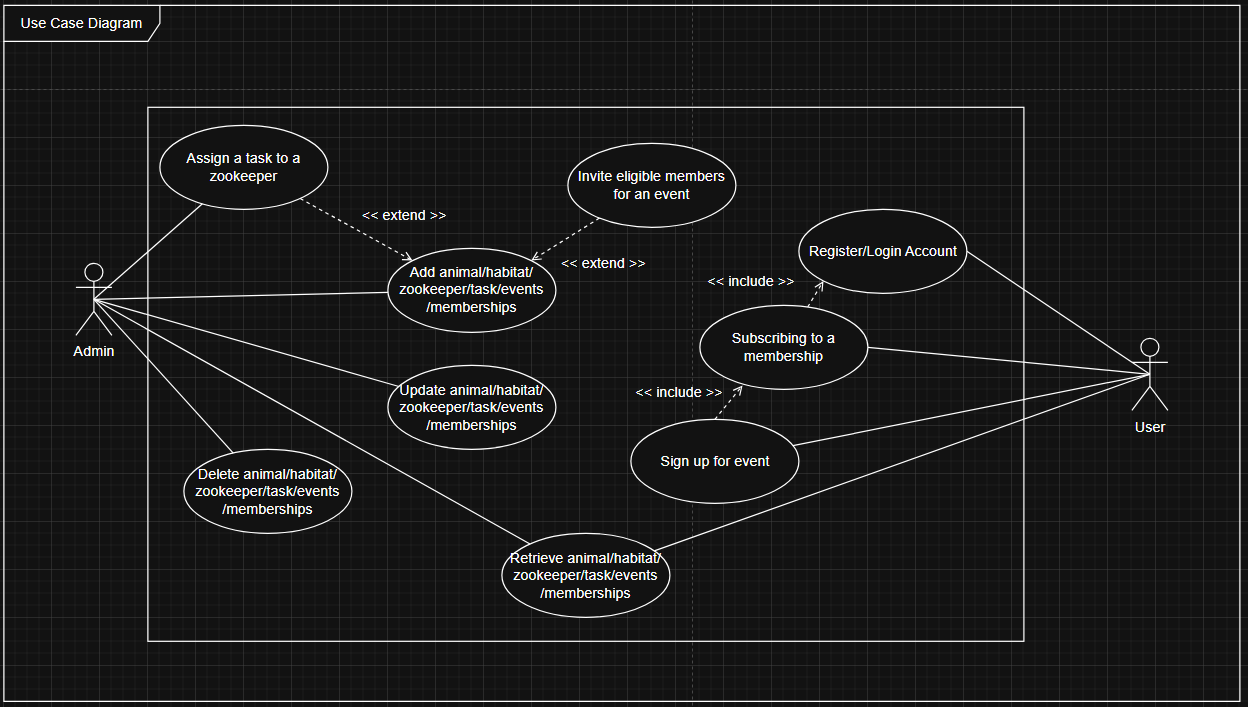 Use Case Diagram
Assign a task to a
zookeeper
Invite eligible members
for an event
<< extend >>
<< extend >>
Register/Login Account
Add animal/habitat/
zookeeper/task/events
/memberships
<< include >>
Admin
Subscribing to a
membership
Update animal/habitat/
zookeeper/task/events
/memberships
<< include >>
User
Sign up for event
Delete animal/habitat/
zookeeper/task/events
/memberships
Retrieve animal/habitat/
zookeeper/task/events
/memberships